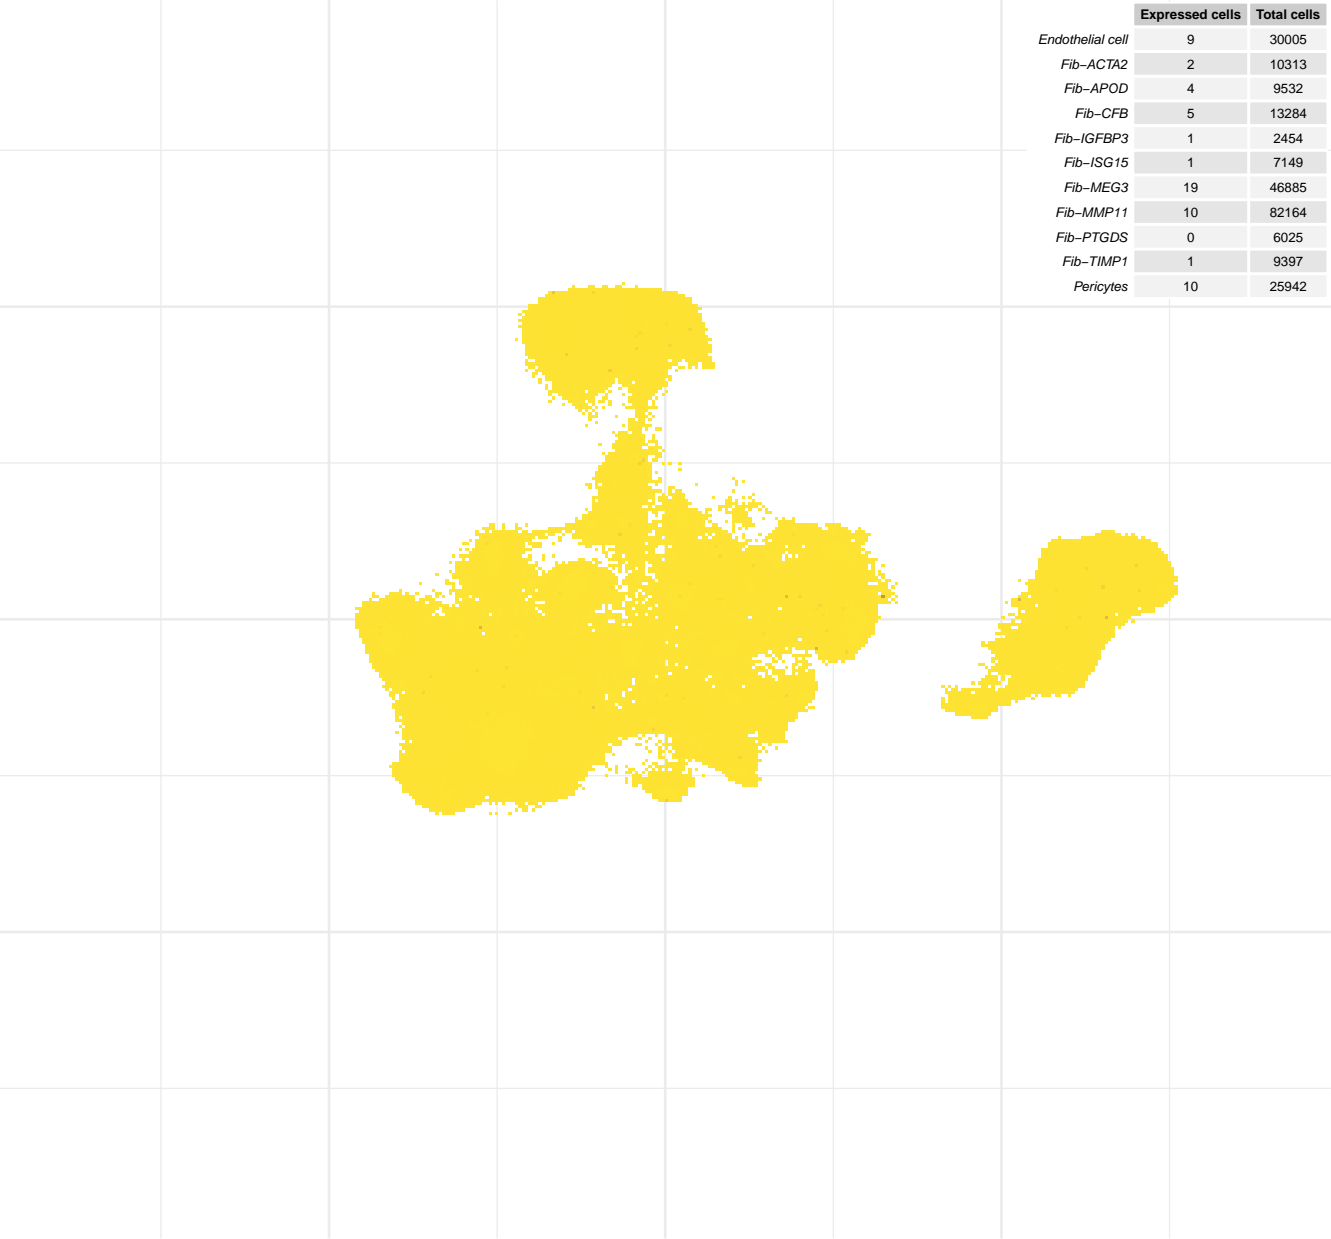 Expressed cells Total cells
Endothelial cell 9 30005
Fib−ACTA2 2 10313
Fib−APOD 4 9532
Fib−CFB 5 13284
Fib−IGFBP3 1 2454
Fib−ISG15 1 7149
Fib−MEG3 19 46885
Fib−MMP11 10 82164
Fib−PTGDS 0 6025
Fib−TIMP1 1 9397
Pericytes 10 25942